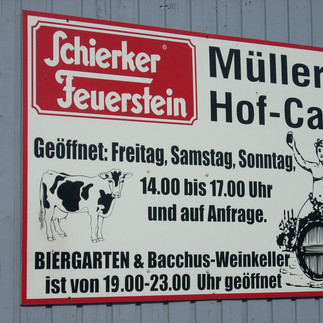 Schierker
Feuerstein
Müller
Hof-Ca
Geöffnet: Freitag, Samstag, Sonntag,
14.00 bis 17.00 Uhr
und auf Anfrage.
BIERGARTEN & Bacchus-Weinkeller
ist von 19.00-23.00 Uhr geöffnet